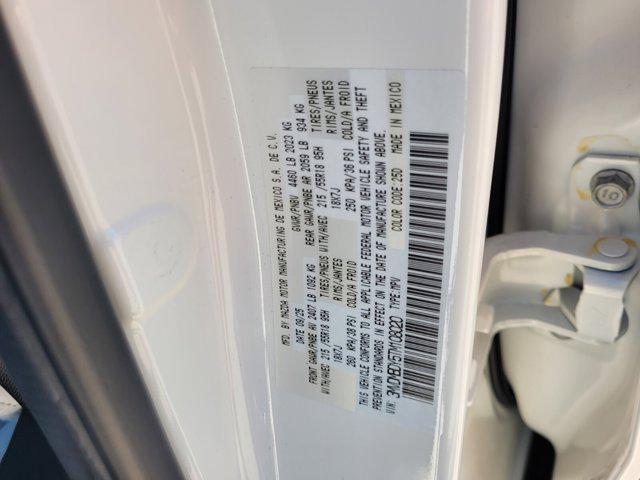 MFD. BY MAZDA MOTOR MANUFACTURING DE MEXICO S.A. DE C.V.
DATE 09/25 GVWR/PNBV 4460 LB 2023 KG
FRONT GAWR/PNBE AV 2407 LB 1092 KG REAR GAWR/PNBE AR 2059 LB 934 KG
WITH/AVEC 215/55R18 95H TIRES/PNEUS WITH/AVEC 215/55R18 95H TIRES/PNEUS
18X7J RIMS/JANTES 18X7J RIMS/JANTES
260 KPA/38 PSI COLD/A FROID 250 KPA/36 PSI COLD/A FROID
THIS VEHICLE CONFORMS TO ALL APPLICABLE FEDERAL MOTOR VEHICLE SAFETY AND THEFT
PREVENTION STANDARDS IN EFFECT ON THE DATE OF MANUFACTURE SHOWN ABOVE.
VIN: TYPE:MPV COLOR CODE:25D MADE IN MEXICO